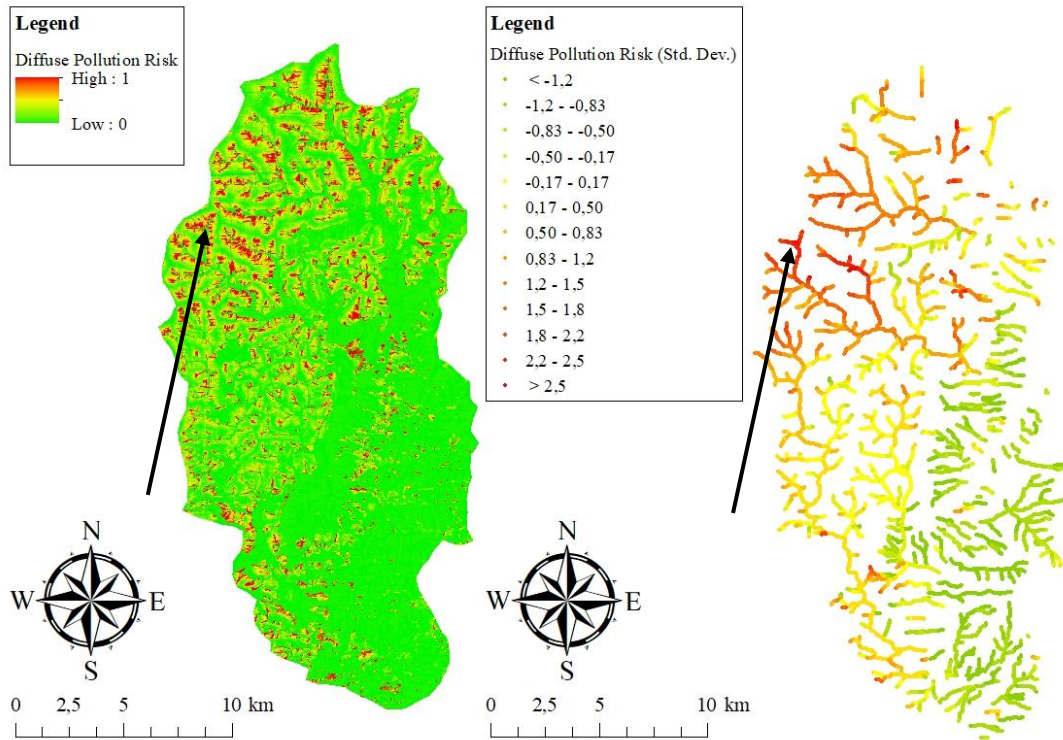 Legend
Diffuse Pollution Risk
High : 1
Low : 0
N
W E
S
0 2,5 5 10 km
Legend
Diffuse Pollution Risk (Std. Dev.)
< -1,2
-1,2 - -0,83
-0,83 - -0,50
-0,50 - -0,17
-0,17 - 0,17
0,17 - 0,50
0,50 - 0,83
0,83 - 1,2
1,2 - 1,5
1,5 - 1,8
1,8 - 2,2
2,2 - 2,5
> 2,5
N
W E
S
0 2,5 5 10 km